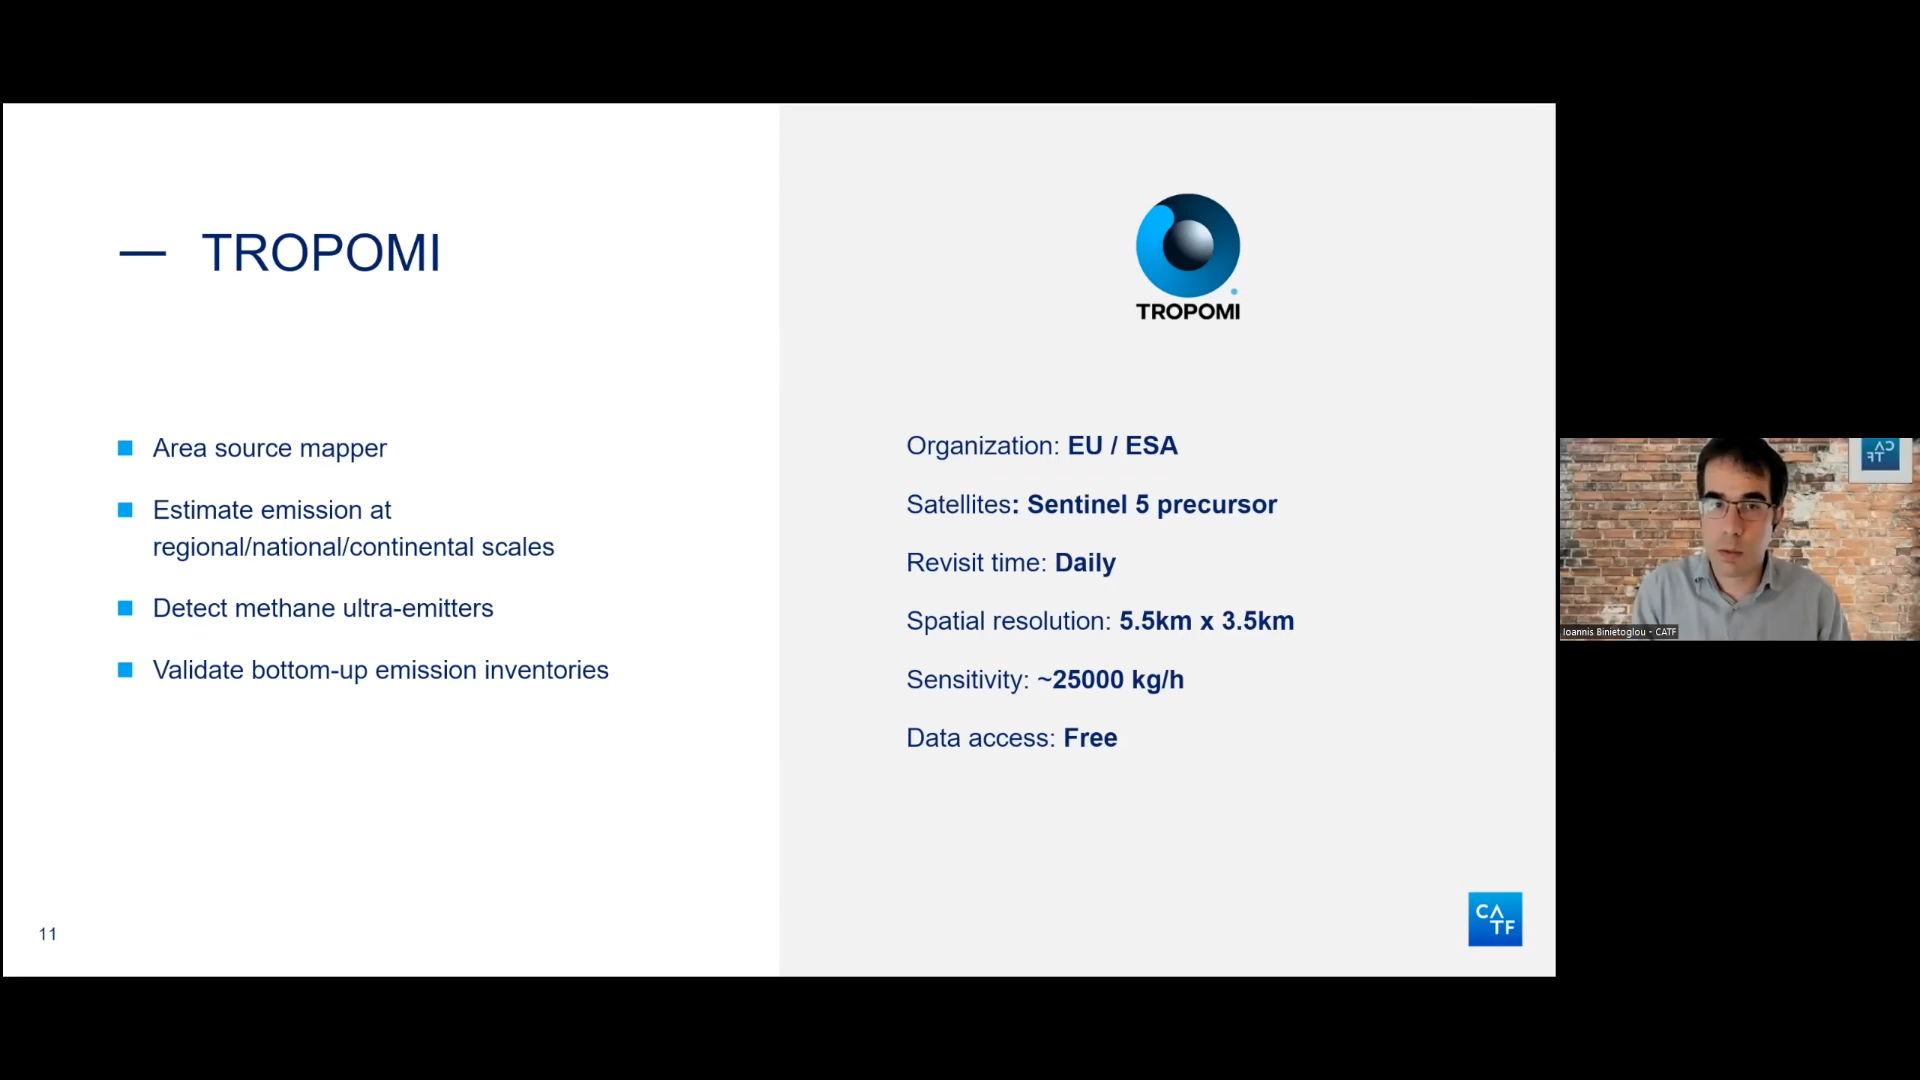 — TROPOMI
Area source mapper
Estimate emission at
regional/national/continental scales
Detect methane ultra-emitters
Validate bottom-up emission inventories
11
TROPOMI
Organization: EU / ESA
Satellites: Sentinel 5 precursor
Revisit time: Daily
Spatial resolution: 5.5km x 3.5km
Sensitivity: ~25000 kg/h
Data access: Free
CA
TF
CA
TF
Ioannis Binietoglou - CATF